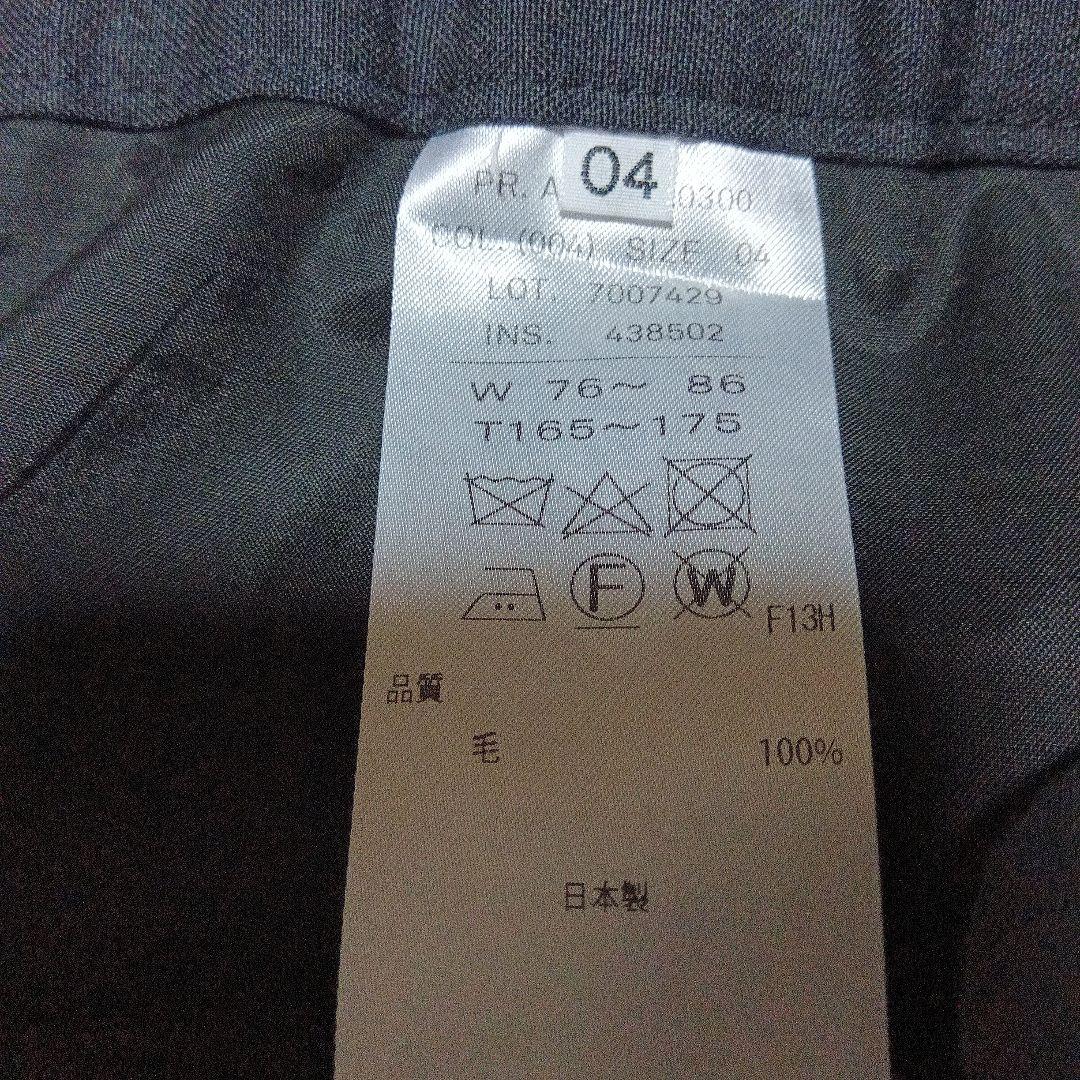 04
PR. A 0300
COL. (004) SIZE 04
LOT. 7007429
INS. 438502
W 76～ 86
T165～175
F W F13H
品質
毛 100%
日本製